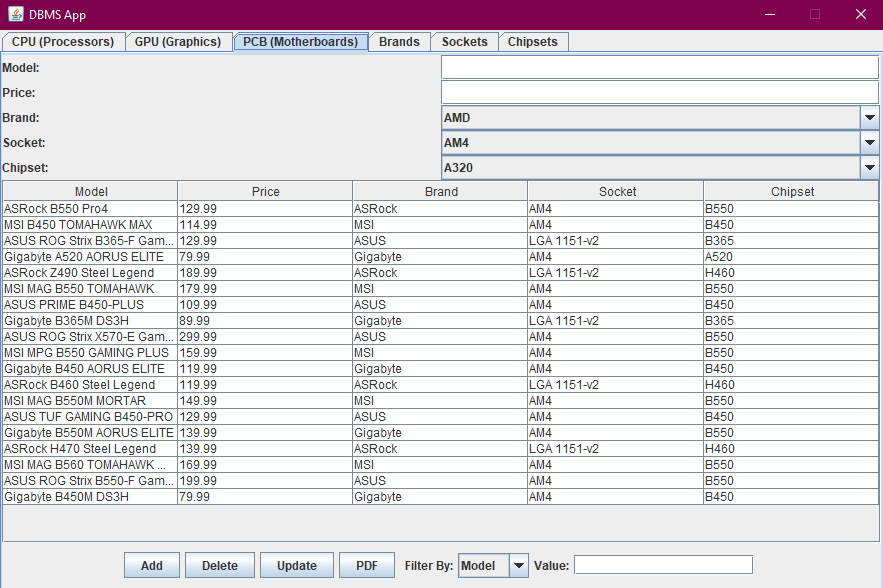 DBMS App
CPU (Processors) GPU (Graphics) PCB (Motherboards) Brands Sockets Chipsets
Model:
Price:
Brand: AMD
Socket: AM4
Chipset: A320
Model Price Brand Socket Chipset
ASRock B550 Pro4 129.99 ASRock AM4 B550
MSI B450 TOMAHAWK MAX 114.99 MSI AM4 B450
ASUS ROG Strix B365-F Gam... 129.99 ASUS LGA 1151-v2 B365
Gigabyte A520 AORUS ELITE 79.99 Gigabyte AM4 A520
ASRock Z490 Steel Legend 189.99 ASRock LGA 1151-v2 H460
MSI MAG B550 TOMAHAWK 179.99 MSI AM4 B550
ASUS PRIME B450-PLUS 109.99 ASUS AM4 B450
Gigabyte B365M DS3H 89.99 Gigabyte LGA 1151-v2 B365
ASUS ROG Strix X570-E Gam... 299.99 ASUS AM4 B550
MSI MPG B550 GAMING PLUS 159.99 MSI AM4 B550
Gigabyte B450 AORUS ELITE 119.99 Gigabyte AM4 B450
ASRock B460 Steel Legend 119.99 ASRock LGA 1151-v2 H460
MSI MAG B550M MORTAR 149.99 MSI AM4 B550
ASUS TUF GAMING B450-PRO 129.99 ASUS AM4 B450
Gigabyte B550M AORUS ELITE 139.99 Gigabyte AM4 B550
ASRock H470 Steel Legend 139.99 ASRock LGA 1151-v2 H460
MSI MAG B560 TOMAHAWK ... 169.99 MSI AM4 B550
ASUS ROG Strix B550-F Gam... 199.99 ASUS AM4 B550
Gigabyte B450M DS3H 79.99 Gigabyte AM4 B450
Add Delete Update PDF Filter By: Model Value: